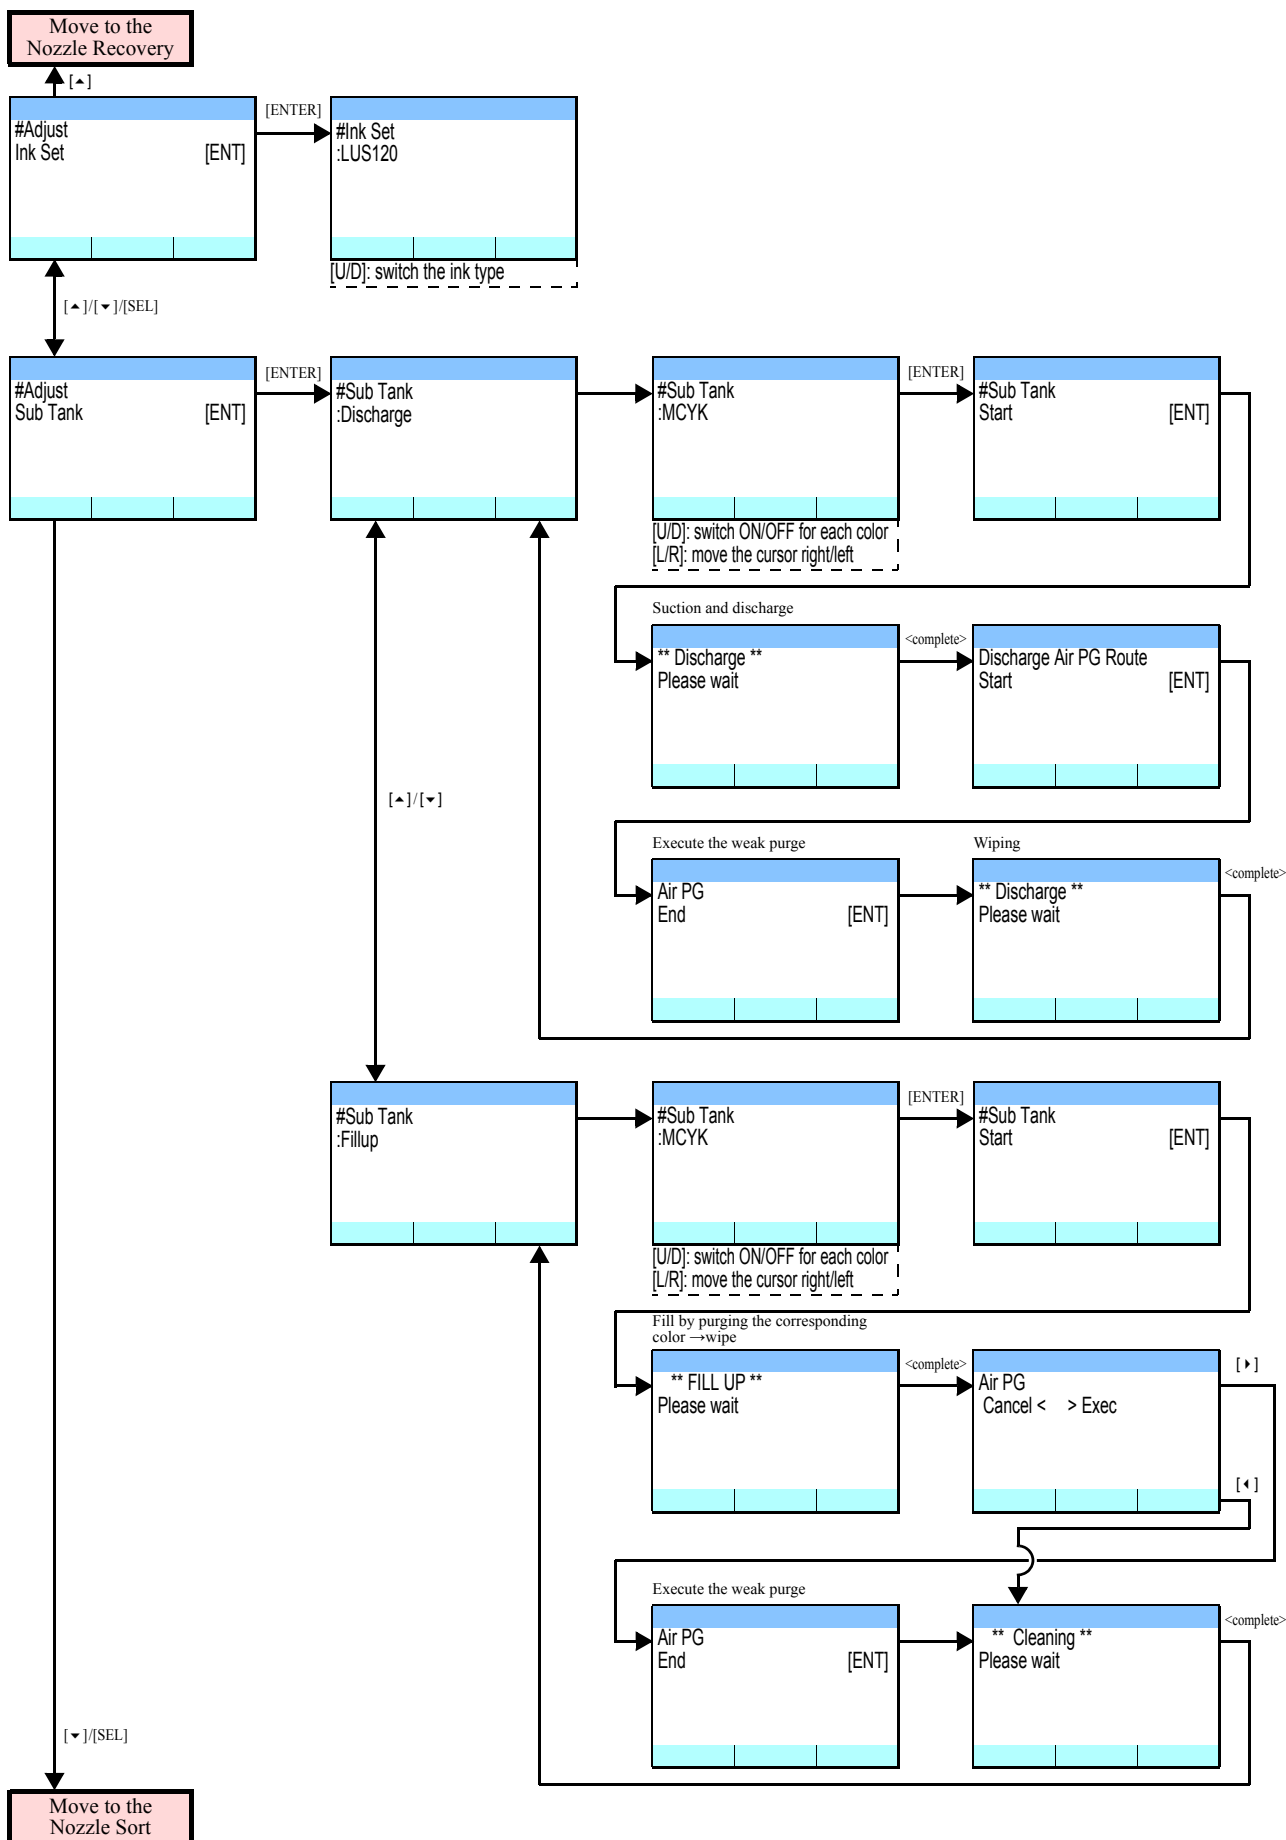 Move to the
Nozzle Recovery
[▲]
#Adjust
Ink Set [ENT]
[ENTER]
#Ink Set
:LUS120
[U/D]: switch the ink type
[▲]/[▼]/[SEL]
#Adjust
Sub Tank [ENT]
[ENTER]
#Sub Tank
:Discharge
#Sub Tank
:MCYK
[ENTER]
#Sub Tank
Start [ENT]
[U/D]: switch ON/OFF for each color
[L/R]: move the cursor right/left
Suction and discharge
** Discharge **
Please wait
<complete>
Discharge Air PG Route
Start [ENT]
[▲]/[▼]
Execute the weak purge
Air PG
End [ENT]
Wiping
** Discharge **
Please wait
<complete>
#Sub Tank
:Fillup
#Sub Tank
:MCYK
[ENTER]
#Sub Tank
Start [ENT]
[U/D]: switch ON/OFF for each color
[L/R]: move the cursor right/left
Fill by purging the corresponding
color →wipe
** FILL UP **
Please wait
<complete>
Air PG
Cancel < > Exec
[▶]
[◀]
Execute the weak purge
Air PG
End [ENT]
** Cleaning **
Please wait
<complete>
[▼]/[SEL]
Move to the
Nozzle Sort